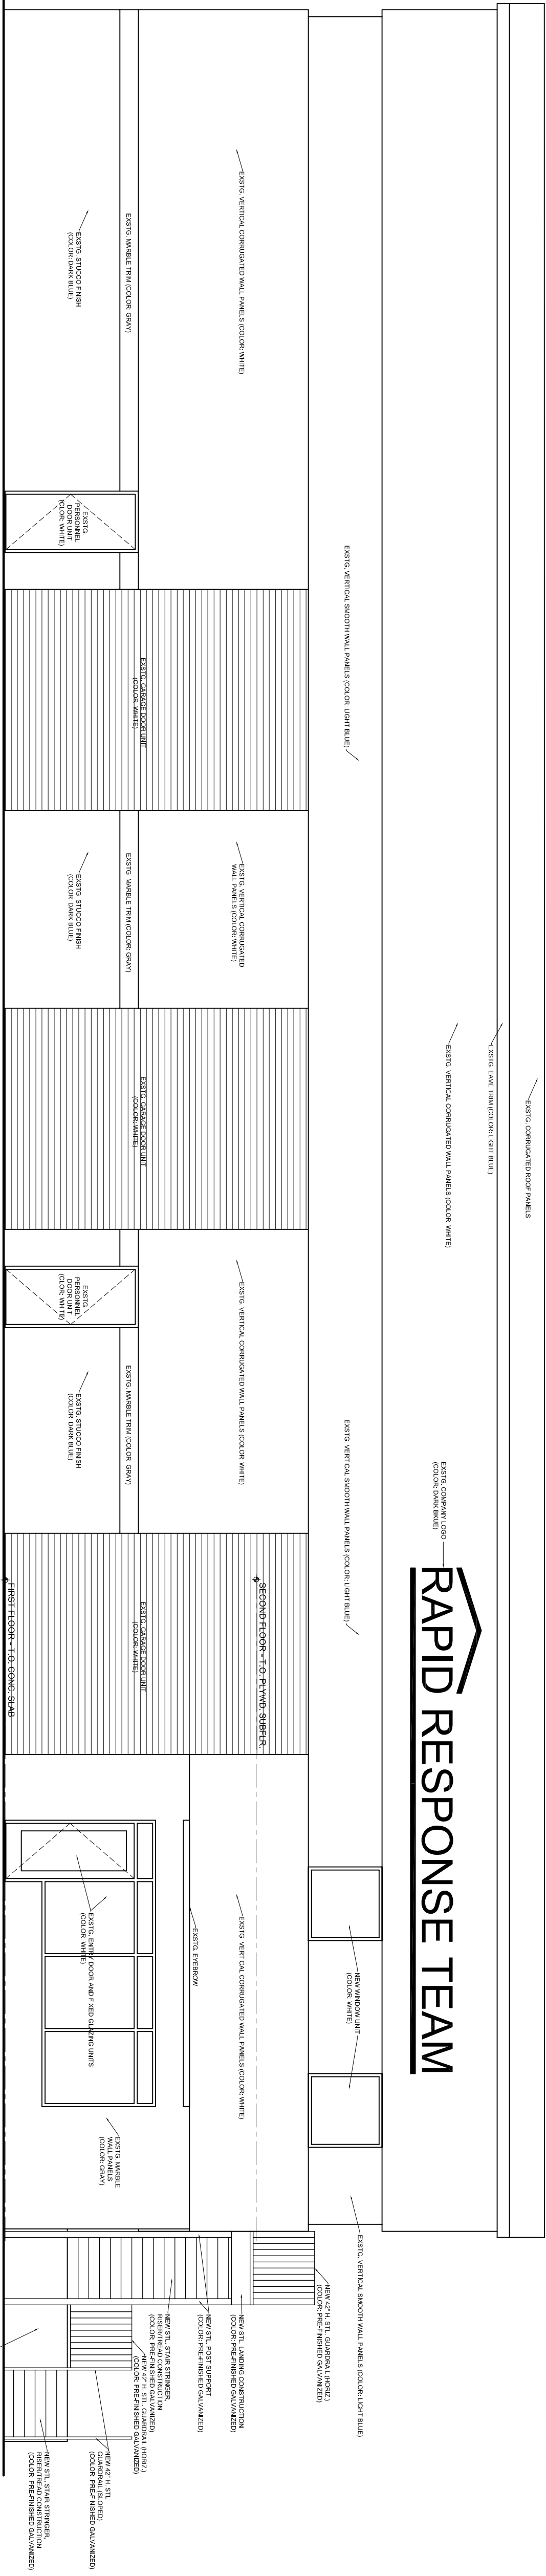 EXSTG. CORRUGATED ROOF PANELS
EXSTG. EAVE TRIM (COLOR: LIGHT BLUE)
EXSTG. VERTICAL CORRUGATED WALL PANELS (COLOR: WHITE)
EXSTG. COMPANY LOGO
(COLOR: DARK BKUE)
RAPID RESPONSE TEAM
EXSTG. VERTICAL SMOOTH WALL PANELS (COLOR: LIGHT BLUE)
EXSTG. VERTICAL SMOOTH WALL PANELS (COLOR: LIGHT BLUE)
NEW WINDOW UNIT
(COLOR: WHITE)
EXSTG. VERTICAL SMOOTH WALL PANELS (COLOR: LIGHT BLUE)
EXSTG. VERTICAL CORRUGATED WALL PANELS (COLOR: WHITE)
EXSTG. VERTICAL CORRUGATED
WALL PANELS (COLOR: WHITE)
EXSTG. VERTICAL CORRUGATED WALL PANELS (COLOR: WHITE)
SECOND FLOOR - T.O. PLYWD. SUBFLR.
EXSTG. VERTICAL CORRUGATED WALL PANELS (COLOR: WHITE)
NEW 42" H. STL. GUARDRAIL (HORIZ.)
(COLOR: PRE-FINISHED GALVANIZED)
NEW STL. LANDING CONSTRUCTION
(COLOR: PRE-FINISHED GALVANIZED)
NEW STL. POST SUPPORT
(COLOR: PRE-FINISHED GALVANIZED)
NEW STL. STAIR STRINGER,
RISER/TREAD CONSTRUCTION
(COLOR: PRE-FINISHED GALVANIZED)
NEW 42" H. STL. GUARDRAIL (HORIZ.)
(COLOR: PRE-FINISHED GALVANIZED)
EXSTG. EYEBROW
EXSTG. MARBLE TRIM (COLOR: GRAY)
EXSTG. GARAGE DOOR UNIT
(COLOR: WHITE)
EXSTG. MARBLE TRIM (COLOR: GRAY)
EXSTG. GARAGE DOOR UNIT
(COLOR: WHITE)
EXSTG. MARBLE TRIM (COLOR: GRAY)
EXSTG. GARAGE DOOR UNIT
(COLOR: WHITE)
EXSTG. MARBLE
WALL PANELS
(COLOR: GRAY)
NEW 42" H. STL.
GUARDRAIL (SLOPED)
(COLOR: PRE-FINISHED GALVANIZED)
EXSTG. STUCCO FINISH
(COLOR: DARK BLUE)
EXSTG.
PERSONNEL
DOOR UNIT
(CLOR: WHITE)
EXSTG. STUCCO FINISH
(COLOR: DARK BLUE)
EXSTG.
PERSONNEL
DOOR UNIT
(CLOR: WHITE)
EXSTG. STUCCO FINISH
(COLOR: DARK BLUE)
EXSTG. ENTRY DOOR AND FIXED GLAZING UNITS
(COLOR: WHITE)
NEW STL. STAIR STRINGER,
RISER/TREAD CONSTRUCTION
(COLOR: PRE-FINISHED GALVANIZED)
FIRST FLOOR - T.O. CONC. SLAB